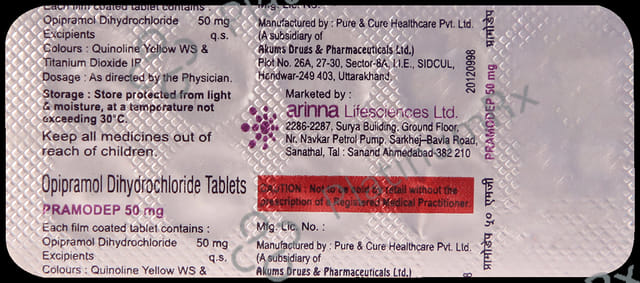 Each film coated tablet contains :
Opipramol Dihydrochloride 50 mg
Excipients q.s.
Colours : Quinoline Yellow WS &
Titanium Dioxide IP
Dosage : As directed by the Physician.
Storage : Store protected from light
& moisture, at a temperature not
exceeding 30°C.
Keep all medicines out of
reach of children.
Opipramol Dihydrochloride Tablets
PRAMODEP 50 mg
Each film coated tablet contains :
Opipramol Dihydrochloride 50 mg
Excipients q.s.
Colours : Quinoline Yellow WS &
Mfg. Lic. No. :
Manufactured by : Pure & Cure Healthcare Pvt. Ltd.
(A subsidiary of
Akums Drugs & Pharmaceuticals Ltd.)
Plot No. 26A, 27-30, Sector-8A, I.I.E., SIDCUL,
Haridwar-249 403, Uttarakhand.
Marketed by :
arinna Lifesciences Ltd.
2286-2287, Surya Building, Ground Floor,
Nr. Navkar Petrol Pump, Sarkhej-Bavla Road,
Sanathal, Tal : Sanand Ahmedabad-382 210
CAUTION : Not to be sold by retail without the
prescription of a Registered Medical Practitioner.
Mfg. Lic. No. :
Manufactured by : Pure & Cure Healthcare Pvt. Ltd.
(A subsidiary of
Akums Drugs & Pharmaceuticals Ltd.)
20120998
PRAMODEP 50 mg
प्रामोडेप ५० एमजी
प्रामोडेप